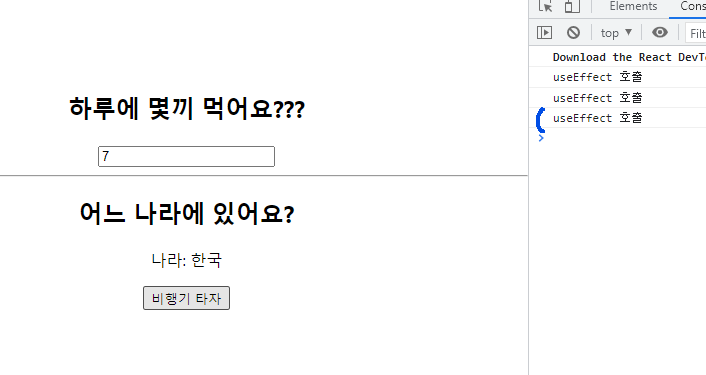 Elements Cons
top ▼ Filt
Download the React DevTo
useEffect 호출
useEffect 호출
useEffect 호출
하루에 몇끼 먹어요???
7
어느 나라에 있어요?
나라: 한국
비행기 타자